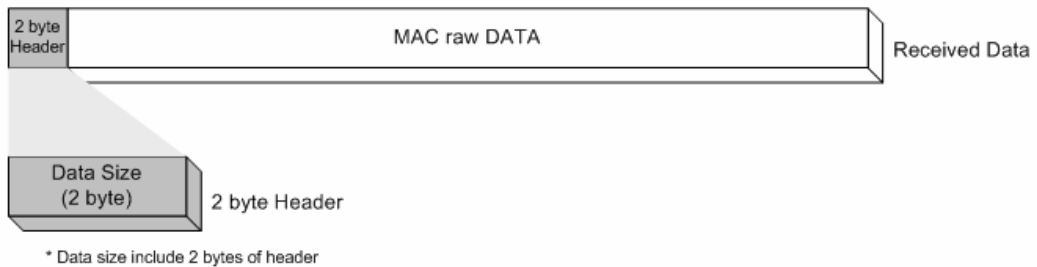 2 byte
Header
MAC raw DATA
Received Data
Data Size
(2 byte)
2 byte Header
* Data size include 2 bytes of header